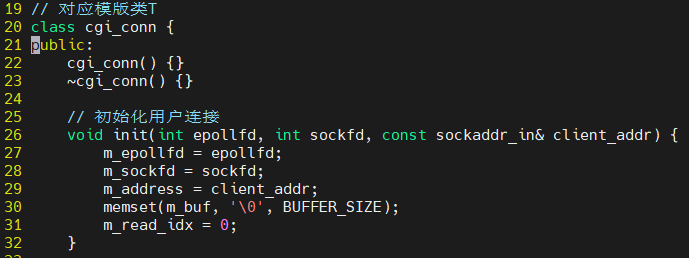 19 // 对应模版类T
20 class cgi_conn {
21 public:
22     cgi_conn() {}
23     ~cgi_conn() {}
24
25     // 初始化用户连接
26     void init(int epollfd, int sockfd, const sockaddr_in& client_addr) {
27         m_epollfd = epollfd;
28         m_sockfd = sockfd;
29         m_address = client_addr;
30         memset(m_buf, '\0', BUFFER_SIZE);
31         m_read_idx = 0;
32     }